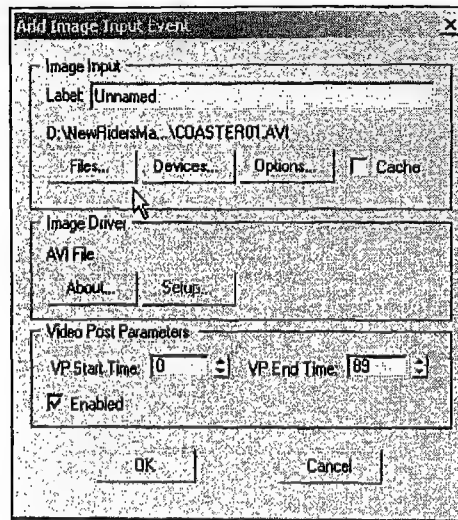 Add Image Input Event
Image Input
Label: Unnamed
D:\NewRidersMa...\COASTER01.AVI
Files... Devices... Options... Cache
Image Driver
AVI File
About... Setup...
Video Post Parameters
VP Start Time: 0 VP End Time: 89
Enabled
OK Cancel